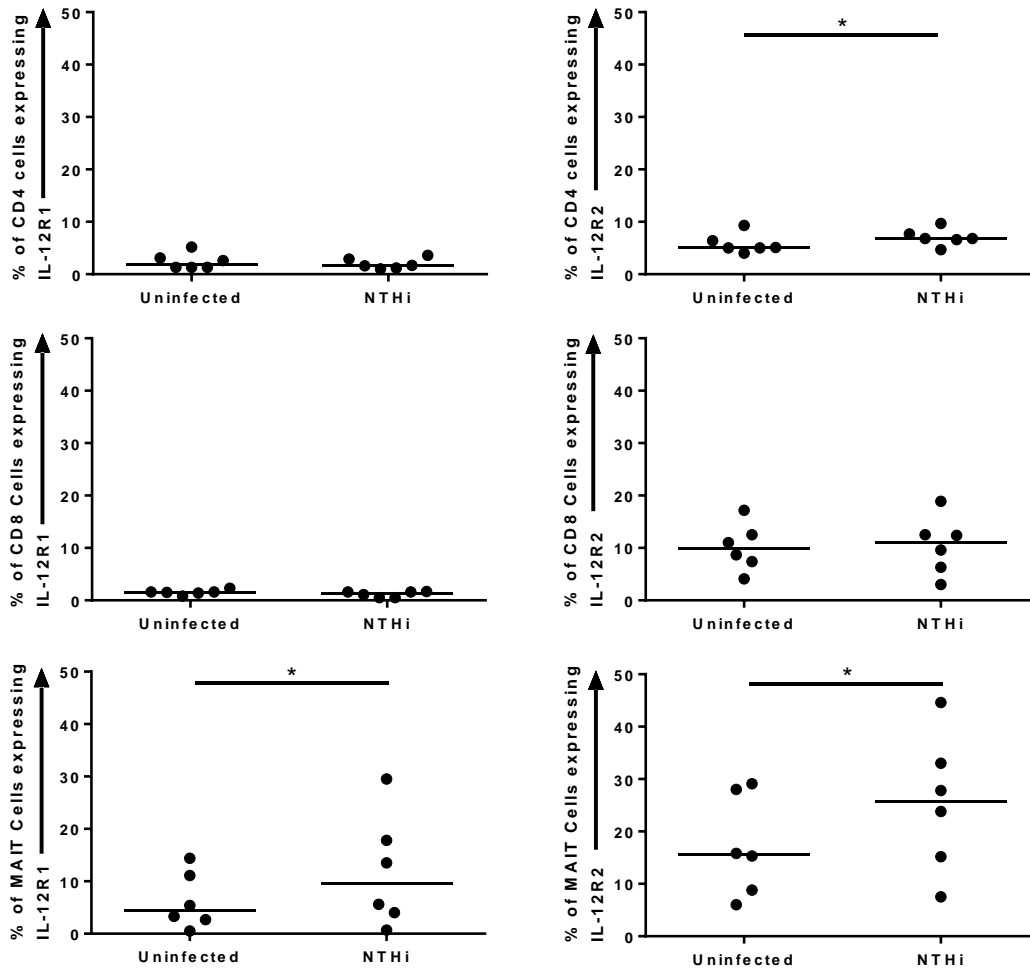 % of CD4 cells expressing
IL-12R1
50
40
30
20
10
0
Uninfected
NTHi
% of CD4 cells expressing
IL-12R2
*
50
40
30
20
10
0
Uninfected
NTHi
% of CD8 Cells expressing
IL-12R1
50
40
30
20
10
0
Uninfected
NTHi
% of CD8 Cells expressing
IL-12R2
50
40
30
20
10
0
Uninfected
NTHi
% of MAIT Cells expressing
IL-12R1
*
50
40
30
20
10
0
Uninfected
NTHi
% of MAIT Cells expressing
IL-12R2
*
50
40
30
20
10
0
Uninfected
NTHi